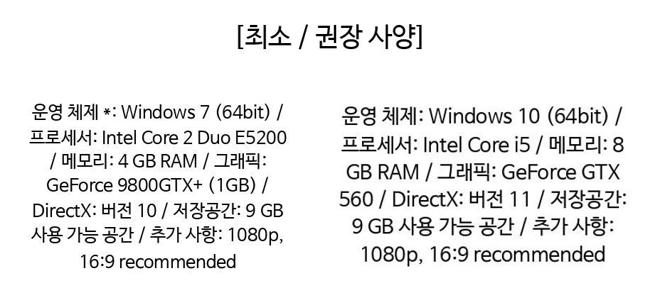 [최소 / 권장 사양]
운영 체제 *: Windows 7 (64bit) /
프로세서: Intel Core 2 Duo E5200
/ 메모리: 4 GB RAM / 그래픽:
GeForce 9800GTX+ (1GB) /
DirectX: 버전 10 / 저장공간: 9 GB
사용 가능 공간 / 추가 사항: 1080p,
16:9 recommended
운영 체제: Windows 10 (64bit) /
프로세서: Intel Core i5 / 메모리: 8
GB RAM / 그래픽: GeForce GTX
560 / DirectX: 버전 11 / 저장공간:
9 GB 사용 가능 공간 / 추가 사항:
1080p, 16:9 recommended